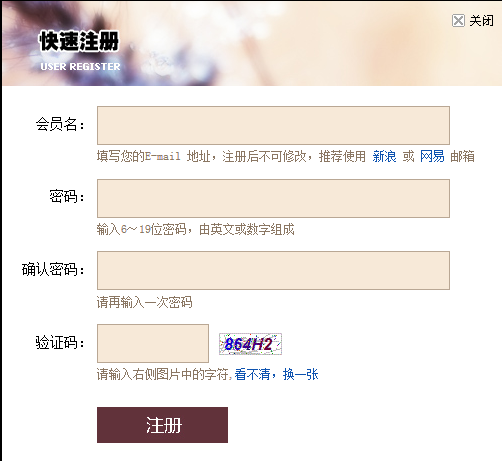 快速注册
关闭
USER REGISTER
会员名:
填写您的E-mail 地址，注册后不可修改，推荐使用 新浪 或 网易 邮箱
密码:
输入6～19位密码，由英文或数字组成
确认密码:
请再输入一次密码
验证码:
864H2
请输入右侧图片中的字符,看不清，换一张
注册